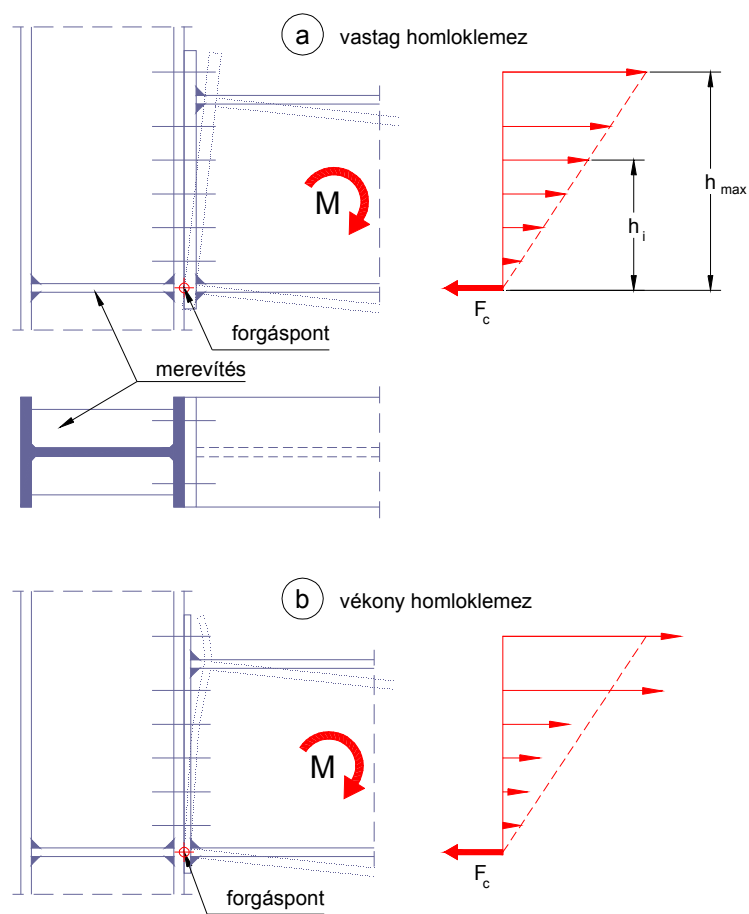 a vastag homloklemez
M
h max
h i
F c
forgáspont
merevítés
b vékony homloklemez
M
F c
forgáspont